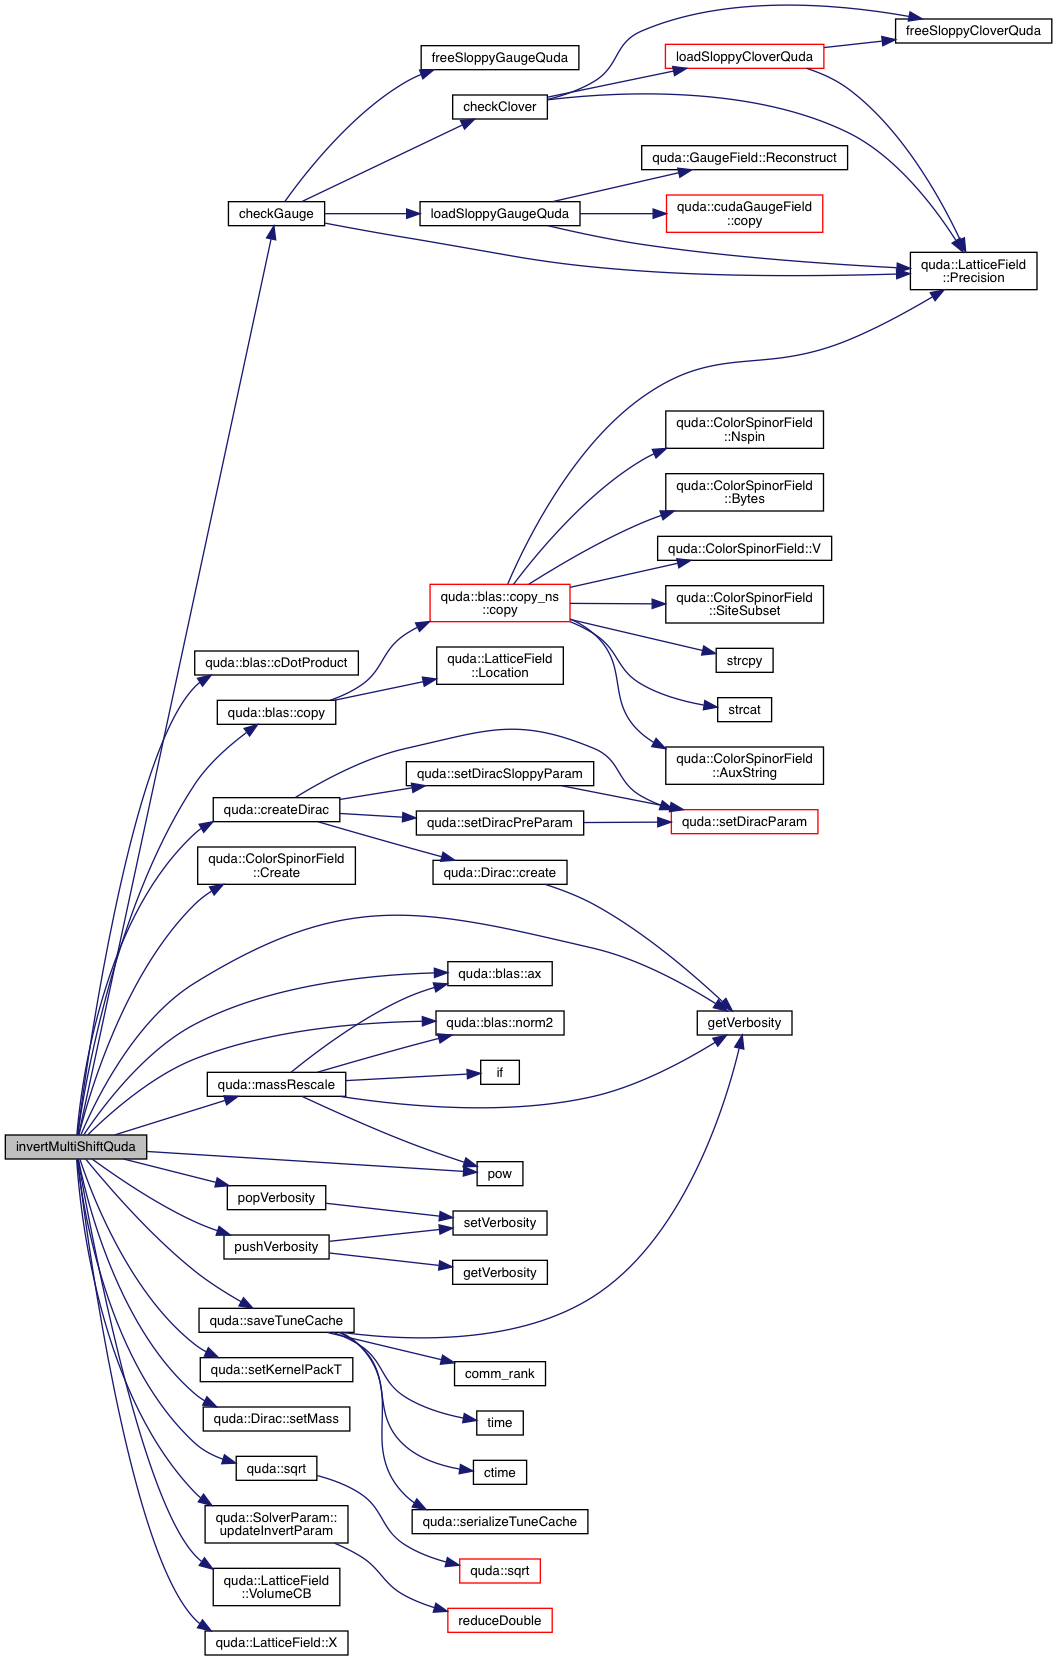 freeSloppyCloverQuda
freeSloppyGaugeQuda
loadSloppyCloverQuda
checkClover
quda::GaugeField::Reconstruct
checkGauge
loadSloppyGaugeQuda
quda::cudaGaugeField
::copy
quda::LatticeField
::Precision
quda::ColorSpinorField
::Nspin
quda::ColorSpinorField
::Bytes
quda::ColorSpinorField::V
quda::blas::copy_ns
::copy
quda::ColorSpinorField
::SiteSubset
quda::blas::cDotProduct
quda::LatticeField
::Location
strcpy
quda::blas::copy
strcat
quda::ColorSpinorField
::AuxString
quda::setDiracSloppyParam
quda::createDirac
quda::setDiracPreParam
quda::setDiracParam
quda::ColorSpinorField
::Create
quda::Dirac::create
quda::blas::ax
quda::blas::norm2
getVerbosity
if
quda::massRescale
invertMultiShiftQuda
pow
popVerbosity
setVerbosity
pushVerbosity
getVerbosity
quda::saveTuneCache
quda::setKernelPackT
comm_rank
quda::Dirac::setMass
time
quda::sqrt
ctime
quda::SolverParam::
updateInvertParam
quda::serializeTuneCache
quda::sqrt
quda::LatticeField
::VolumeCB
reduceDouble
quda::LatticeField::X